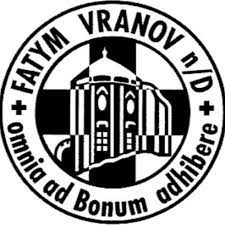 + FATYM VRANOV n/D +
omnia ad Bonum adhibere